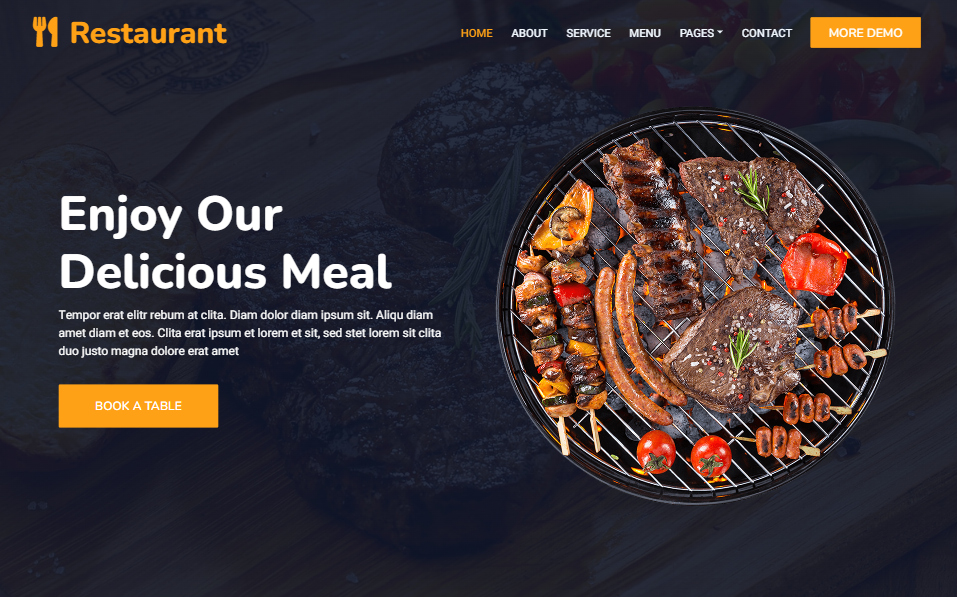 Restaurant
HOME ABOUT SERVICE MENU PAGES CONTACT MORE DEMO
Enjoy Our
Delicious Meal
Tempor erat elitr rebum at clita. Diam dolor diam ipsum sit. Aliqu diam
amet diam et eos. Clita erat ipsum et lorem et sit, sed stet lorem sit clita
duo justo magna dolore erat amet
BOOK A TABLE